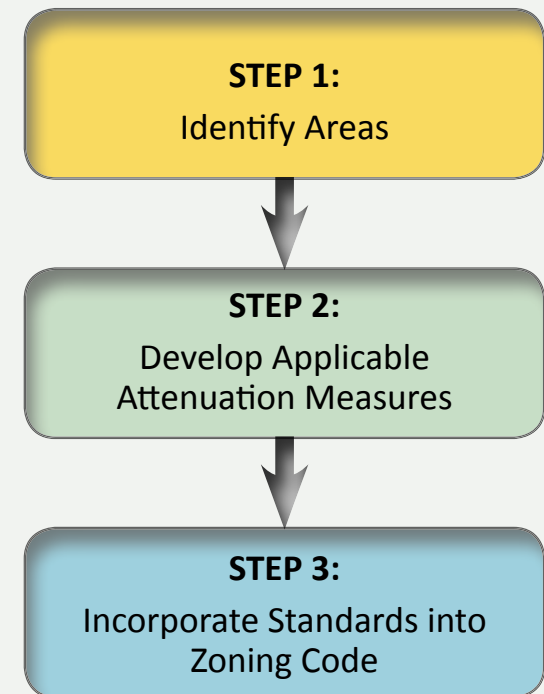 STEP 1:
Identify Areas
STEP 2:
Develop Applicable
Attenuation Measures
STEP 3:
Incorporate Standards into
Zoning Code